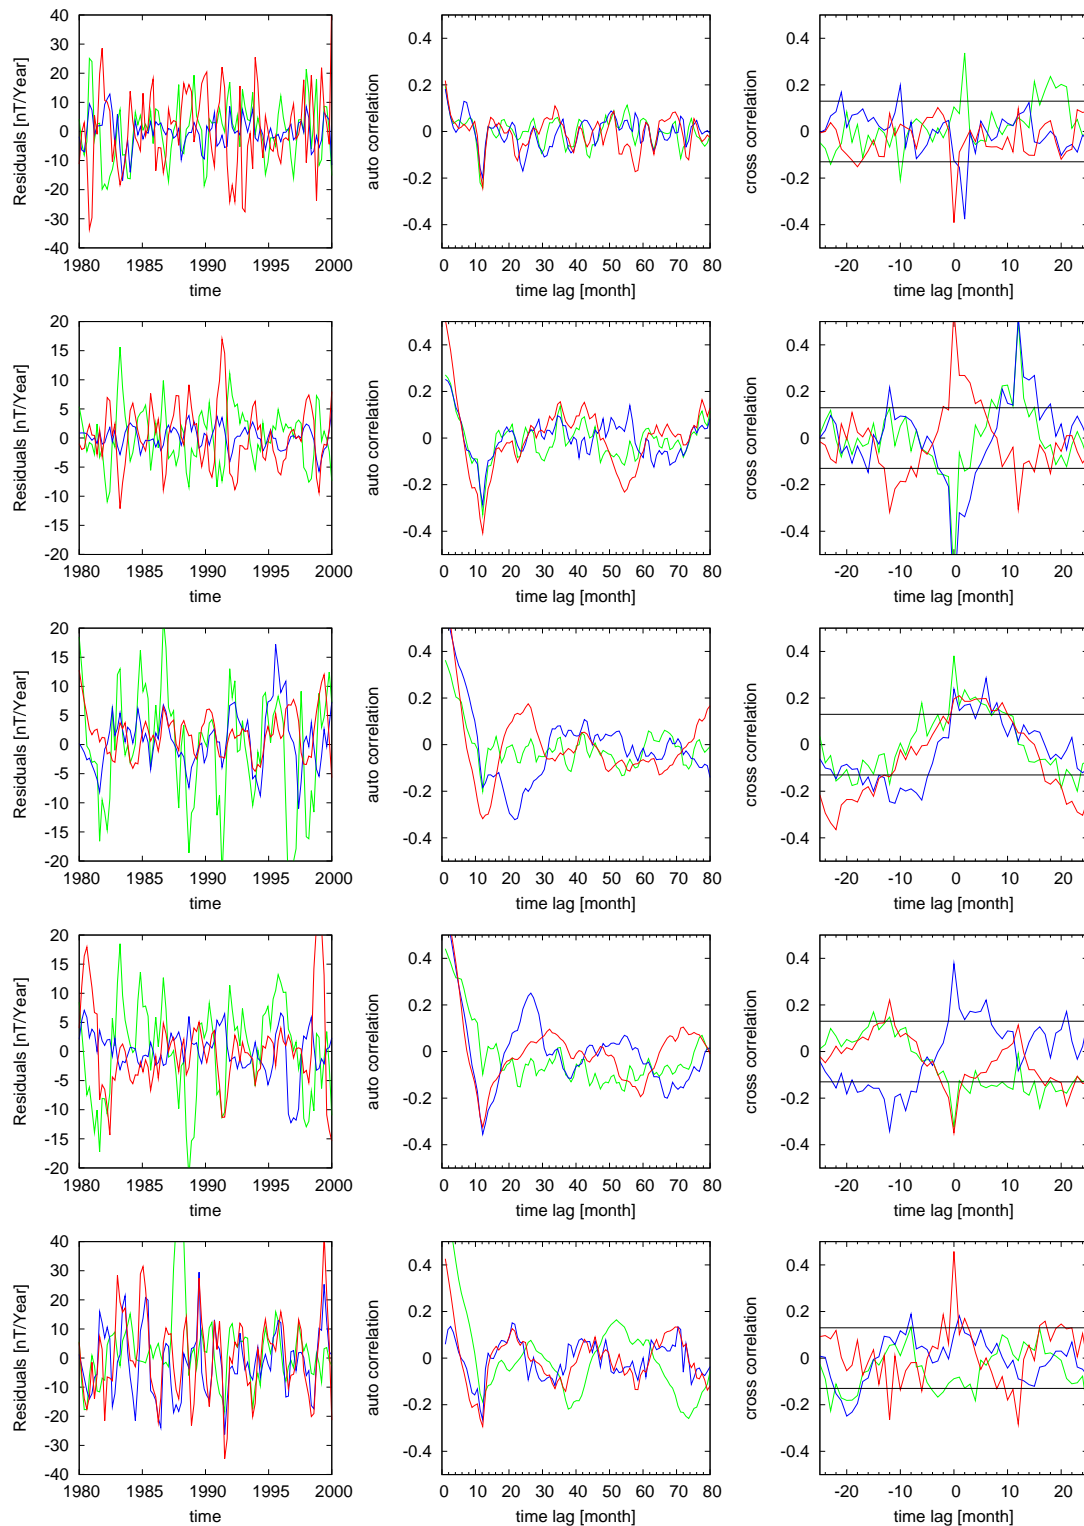 Residuals [nT/Year]
40
30
20
10
0
-10
-20
-30
-40
1980 1985 1990 1995 2000
time
auto correlation
0.4
0.2
0
-0.2
-0.4
0 10 20 30 40 50 60 70 80
time lag [month]
cross correlation
0.4
0.2
0
-0.2
-0.4
-20 -10 0 10 20
time lag [month]
Residuals [nT/Year]
20
15
10
5
0
-5
-10
-15
-20
1980 1985 1990 1995 2000
time
auto correlation
0.4
0.2
0
-0.2
-0.4
0 10 20 30 40 50 60 70 80
time lag [month]
cross correlation
0.4
0.2
0
-0.2
-0.4
-20 -10 0 10 20
time lag [month]
Residuals [nT/Year]
20
15
10
5
0
-5
-10
-15
-20
1980 1985 1990 1995 2000
time
auto correlation
0.4
0.2
0
-0.2
-0.4
0 10 20 30 40 50 60 70 80
time lag [month]
cross correlation
0.4
0.2
0
-0.2
-0.4
-20 -10 0 10 20
time lag [month]
Residuals [nT/Year]
20
15
10
5
0
-5
-10
-15
-20
1980 1985 1990 1995 2000
time
auto correlation
0.4
0.2
0
-0.2
-0.4
0 10 20 30 40 50 60 70 80
time lag [month]
cross correlation
0.4
0.2
0
-0.2
-0.4
-20 -10 0 10 20
time lag [month]
Residuals [nT/Year]
40
30
20
10
0
-10
-20
-30
-40
1980 1985 1990 1995 2000
time
auto correlation
0.4
0.2
0
-0.2
-0.4
0 10 20 30 40 50 60 70 80
time lag [month]
cross correlation
0.4
0.2
0
-0.2
-0.4
-20 -10 0 10 20
time lag [month]